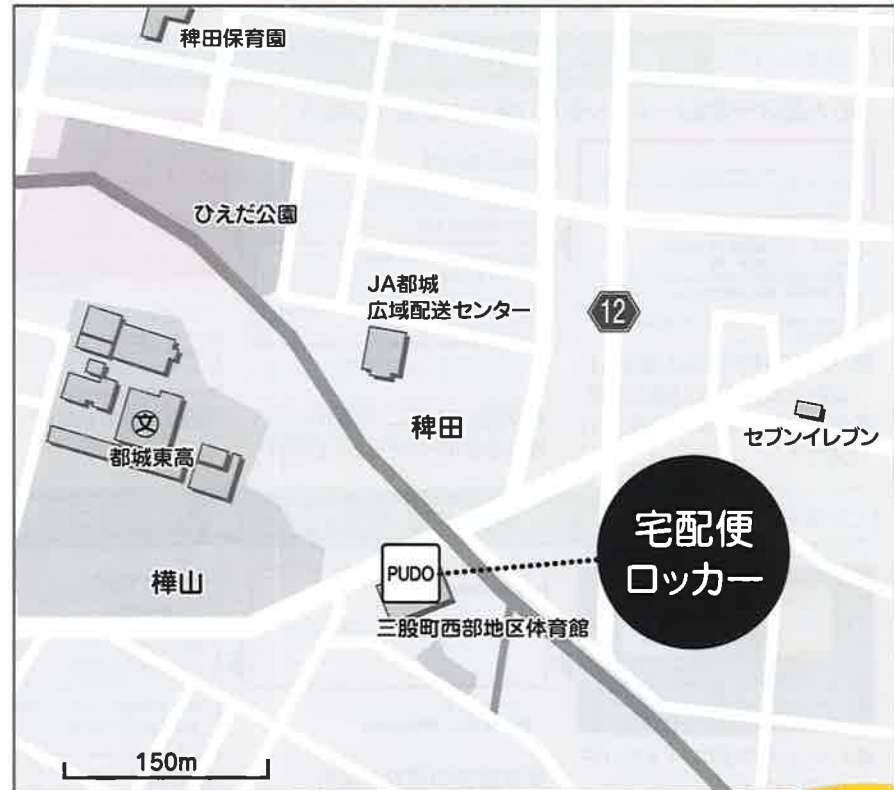 稗田保育園
ひえだ公園
JA都城
広域配送センター
12
稗田
セブンイレブン
文
都城東高
宅配便
ロッカー
PUDO
樺山
三股町西部地区体育館
150m